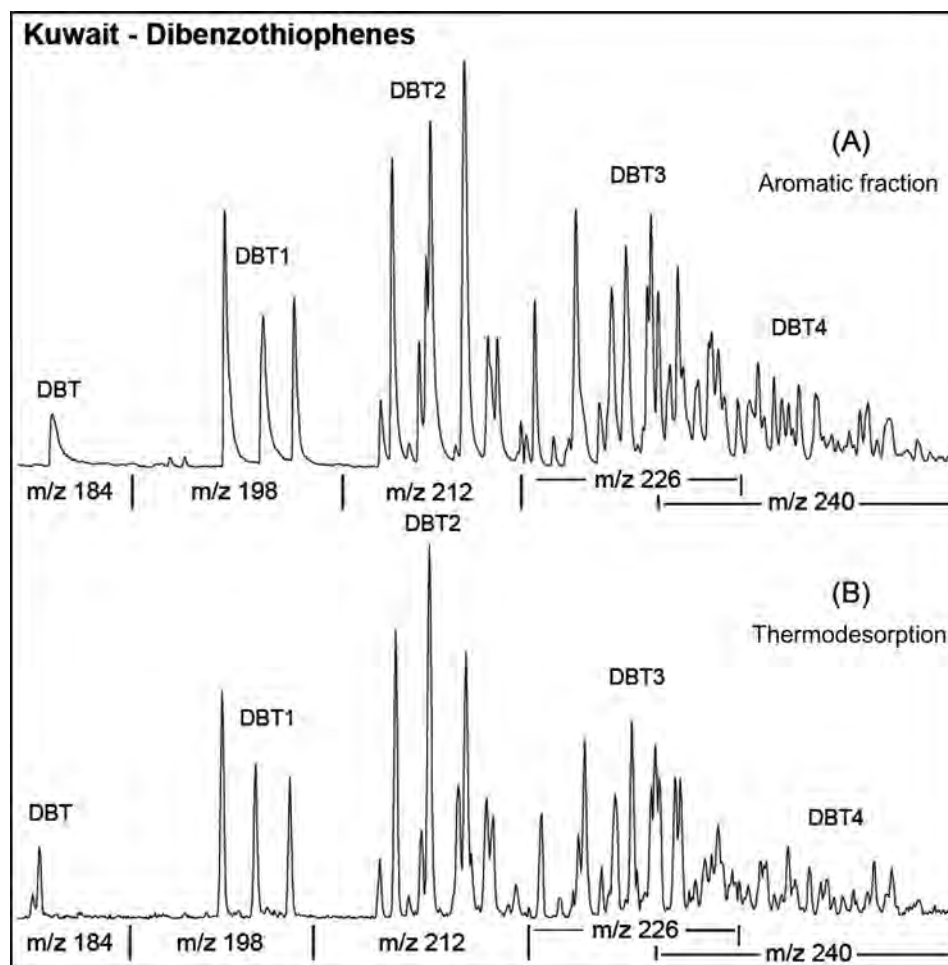 Kuwait - Dibenzothiophenes
DBT2
(A)
DBT3
Aromatic fraction
DBT1
DBT4
DBT
m/z 184
m/z 198
m/z 212
m/z 226
m/z 240
DBT2
(B)
Thermodesorption
DBT3
DBT1
DBT
DBT4
m/z 184
m/z 198
m/z 212
m/z 226
m/z 240